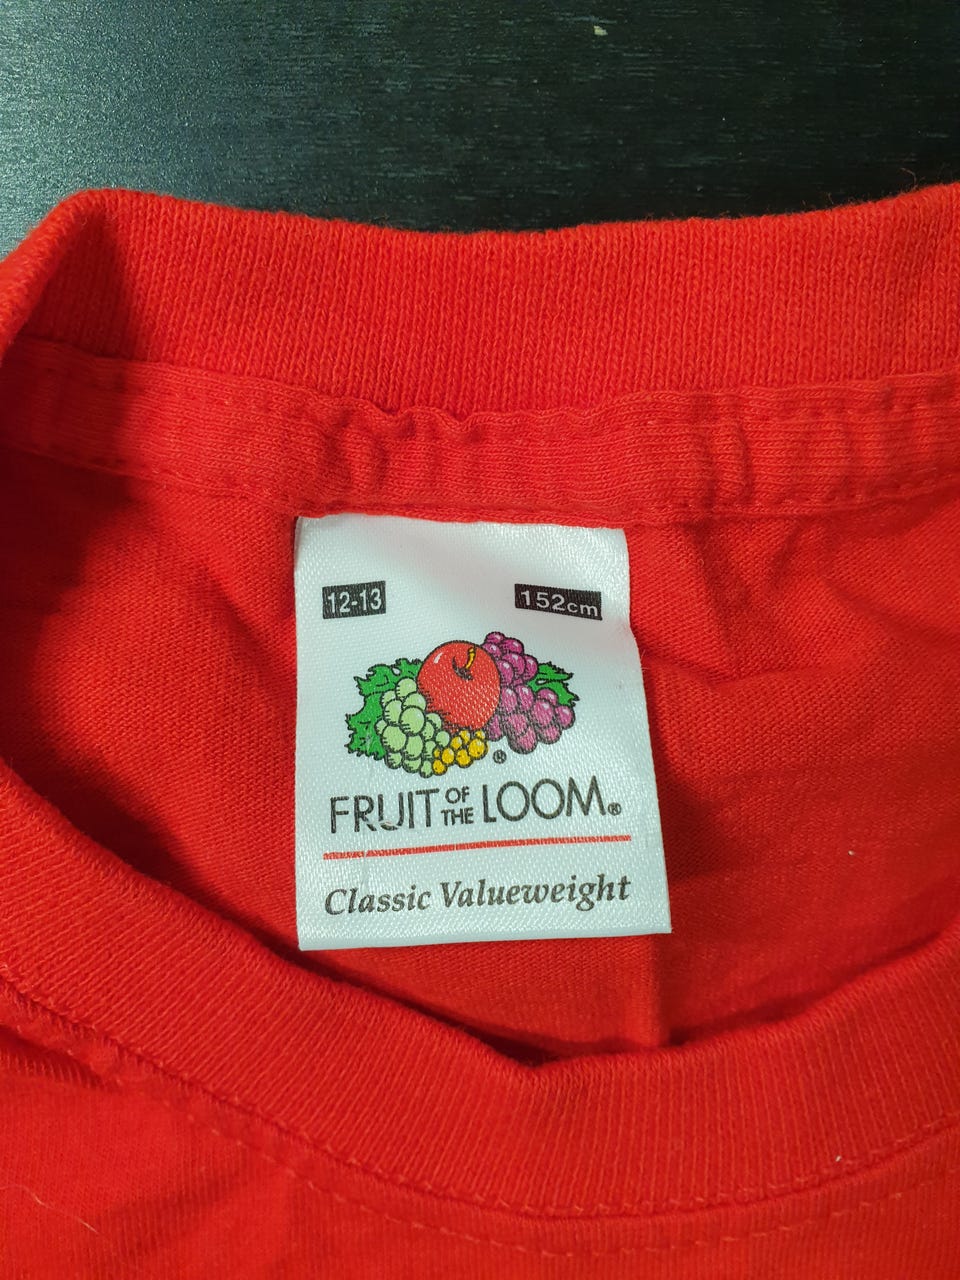 12-13 152cm
®
FRUIT OF THE LOOM®
Classic Valueweight